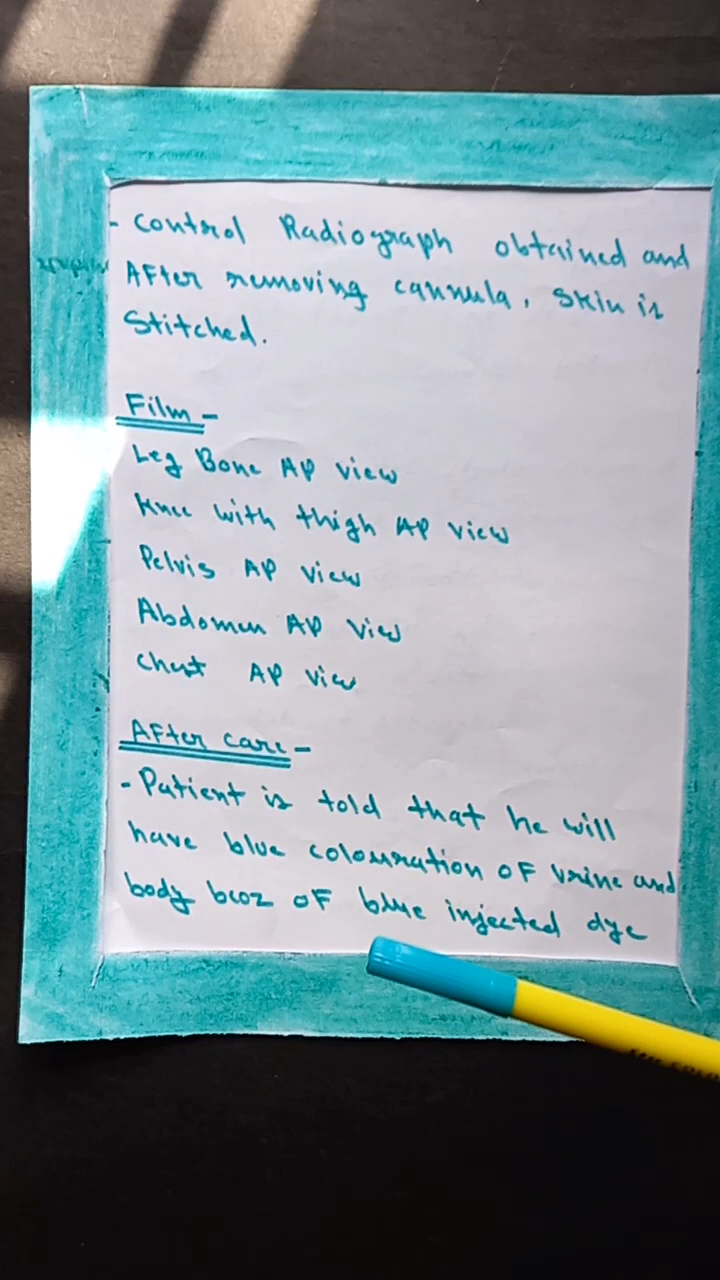 - Control Radiograph obtained and
After removing cannula, skin is
stitched.
Film -
Leg Bone AP view
Knee with thigh AP view
Pelvis AP view
Abdomen AP view
Chest AP view
After care -
- Patient is told that he will
have blue colouration of urine and
body bcoz of blue injected dye